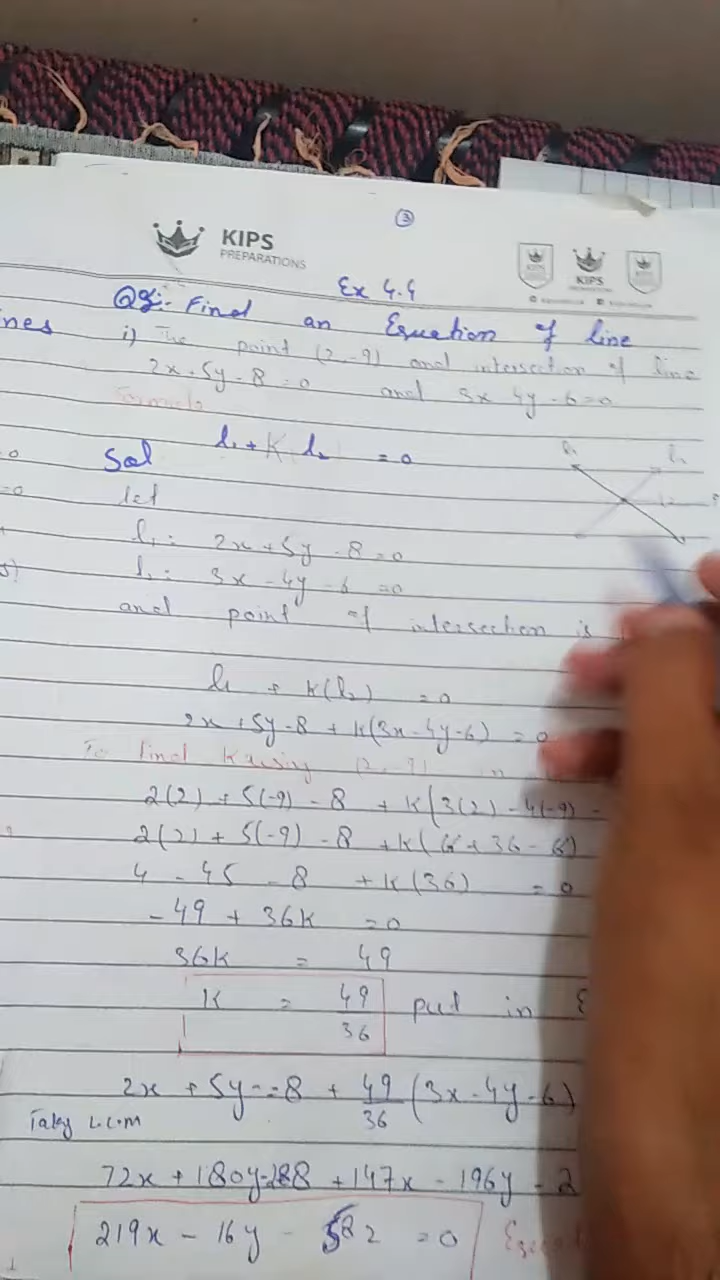 3
KIPS
PREPARATIONS
Ex 4.4
Find an Equation of line
ines
i) The point (2, -9) and intersection of line
2x + 5y - 8 = 0 and 3x - 4y - 6 = 0
Formula
l₁ + K l₂ = 0
Sol
let
l₁ : 2x + 5y - 8 = 0
l₂ : 3x - 4y - 6 = 0
and point of intersection is
l₁ + K(l₂) = 0
2x + 5y - 8 + K(3x - 4y - 6) = 0
To find K using (2, -9) in
2(2) + 5(-9) - 8 + K(3(2) - 4(-9) -
2(2) + 5(-9) - 8 + K(6 + 36 - 6)
4 - 45 - 8 + K(36) = 0
-49 + 36K = 0
36K = 49
K = 49/36 put in E
2x + 5y - = 8 + 49/36 (3x - 4y - 6)
Taky L.C.M
72x + 180y - 288 + 147x - 196y - 2
219x - 16y - 582 = 0